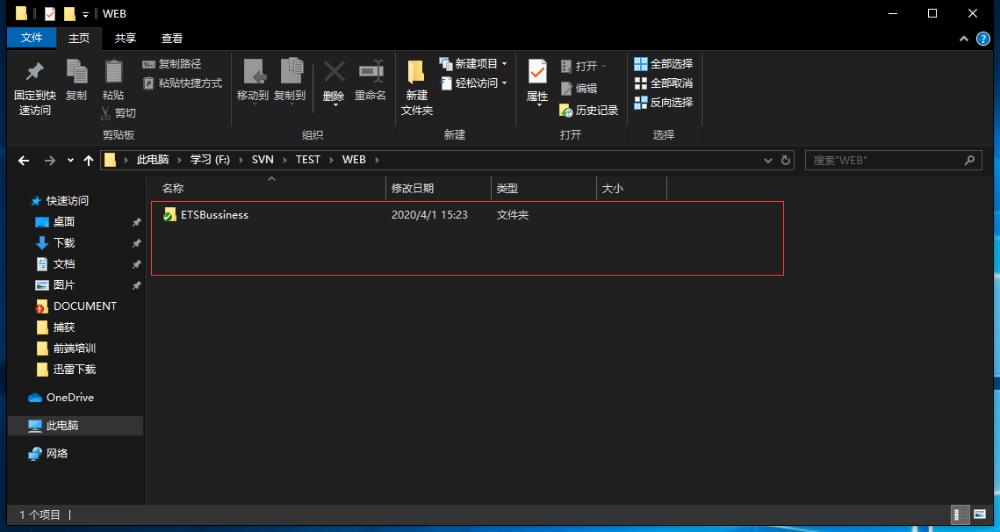 WEB
文件 主页 共享 查看
固定到快速访问
复制
粘贴
复制路径
粘贴快捷方式
剪切
剪贴板
移动到 复制到 删除 重命名
组织
新建文件夹
新建项目
轻松访问
新建
属性
打开
编辑
历史记录
打开
全部选择
全部取消
反向选择
选择
此电脑 学习 (F:) SVN TEST WEB
搜索"WEB"
名称 修改日期 类型 大小
ETSBussiness 2020/4/1 15:23 文件夹
快速访问
桌面
下载
文档
图片
DOCUMENT
捕获
前端培训
迅雷下载
OneDrive
此电脑
网络
1 个项目